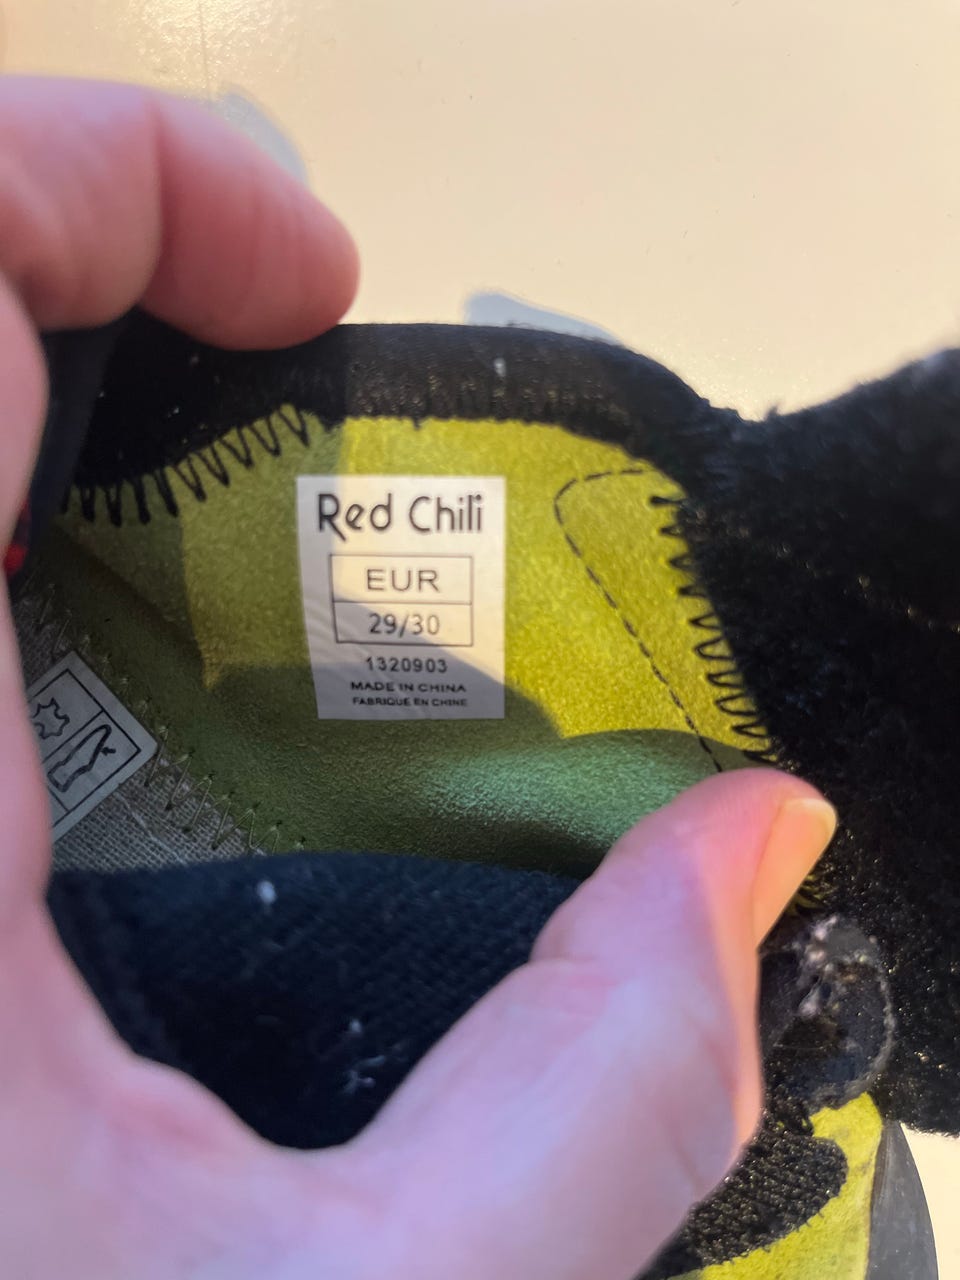 Red Chili
EUR
29/30
1320903
MADE IN CHINA
FABRIQUE EN CHINE